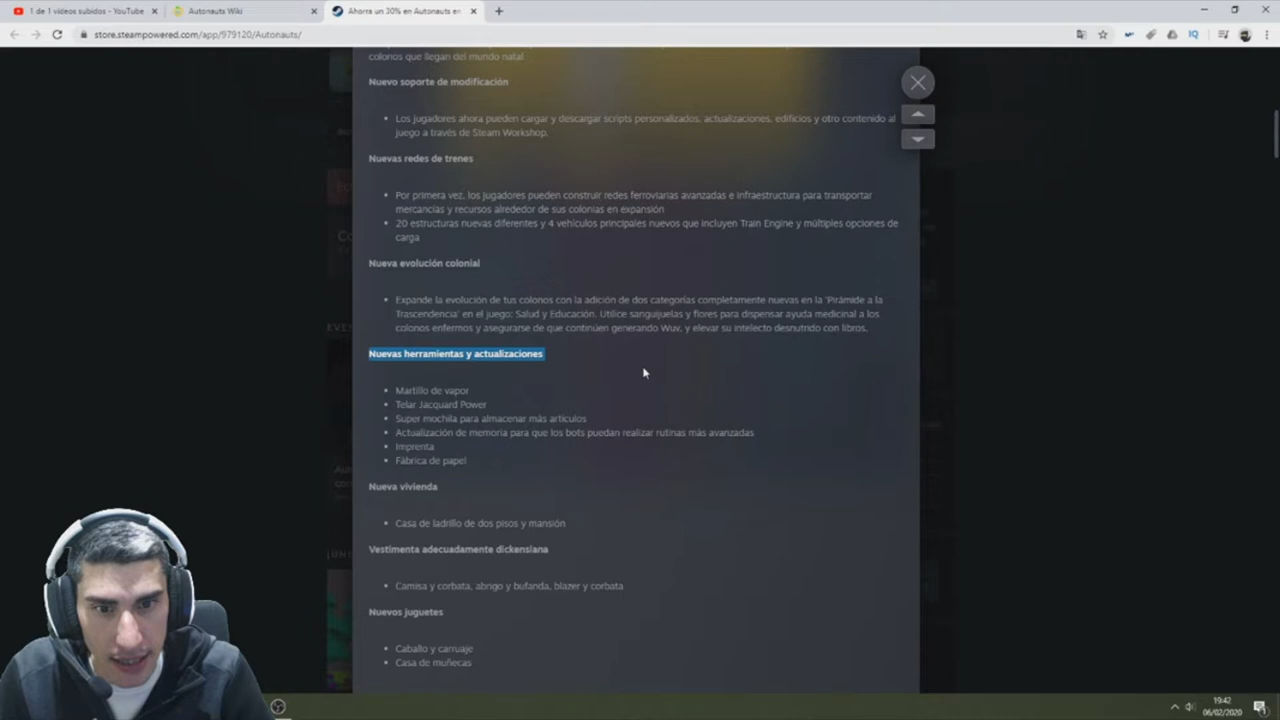 1 de 1 vídeos subidos - YouTube
Autonauts Wiki
Ahorra un 30% en Autonauts en
store.steampowered.com/app/979120/Autonauts/
colonos que llegan del mundo natal
Nuevo soporte de modificación
Los jugadores ahora pueden cargar y descargar scripts personalizados, actualizaciones, edificios y otro contenido al
juego a través de Steam Workshop.
Nuevas redes de trenes
Por primera vez, los jugadores pueden construir redes ferroviarias avanzadas e infraestructura para transportar
mercancías y recursos alrededor de sus colonias en expansión
20 estructuras nuevas diferentes y 4 vehículos principales nuevos que incluyen Train Engine y múltiples opciones de
carga
Nueva evolución colonial
Expande la evolución de tus colonos con la adición de dos categorías completamente nuevas en la 'Pirámide a la
Trascendencia' en el juego: Salud y Educación. Utilice sanguijuelas y flores para dispensar ayuda medicinal a los
colonos enfermos y asegurarse de que continúen generando Wuv, y elevar su intelecto desnutrido con libros.
Nuevas herramientas y actualizaciones
Martillo de vapor
Telar Jacquard Power
Super mochila para almacenar más artículos
Actualización de memoria para que los bots puedan realizar rutinas más avanzadas
Imprenta
Fábrica de papel
Nueva vivienda
Casa de ladrillo de dos pisos y mansión
Vestimenta adecuadamente dickensiana
Camisa y corbata, abrigo y bufanda, blazer y corbata
Nuevos juguetes
Caballo y carruaje
Casa de muñecas
19:42
06/02/2020